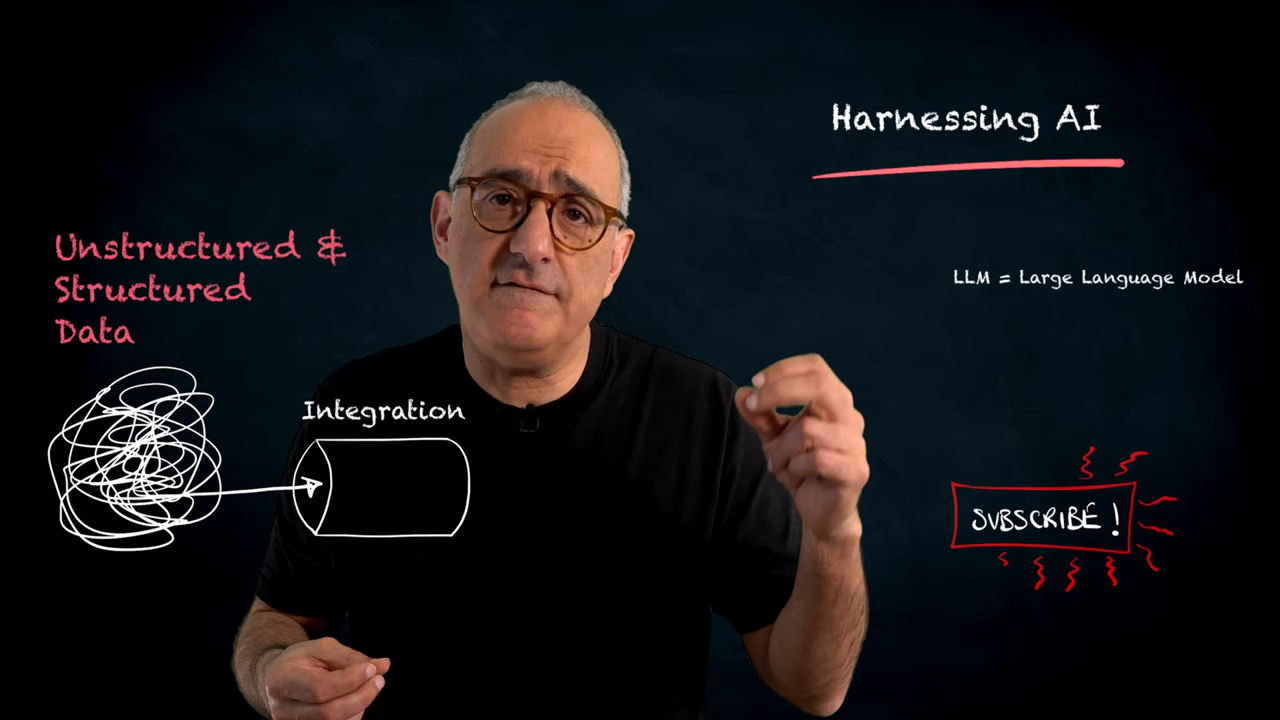 Harnessing AI
Unstructured &
Structured
Data
LLM = Large Language Model
Integration
SUBSCRIBE!